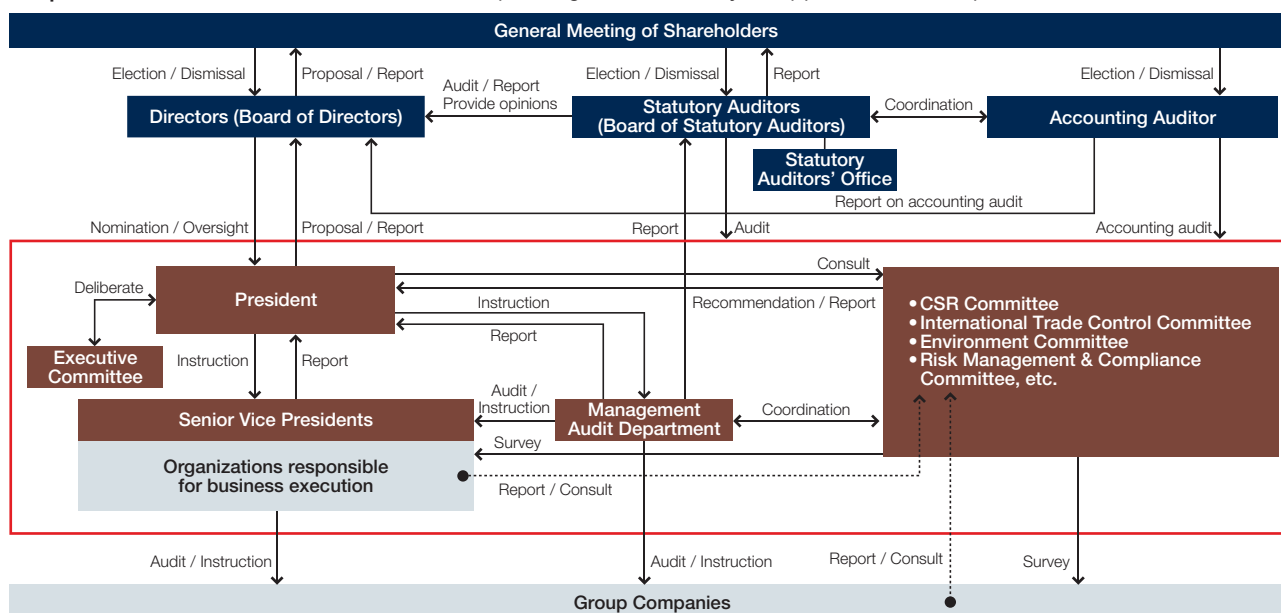 General Meeting of Shareholders
Election / Dismissal
Proposal / Report
Audit / Report
Provide opinions
Election / Dismissal
Report
Election / Dismissal
Directors (Board of Directors)
Statutory Auditors
(Board of Statutory Auditors)
Coordination
Accounting Auditor
Statutory
Auditors' Office
Report on accounting audit
Nomination / Oversight
Proposal / Report
Report
Audit
Accounting audit
Deliberate
President
Consult
Instruction
Recommendation / Report
Report
• CSR Committee
• International Trade Control Committee
• Environment Committee
• Risk Management & Compliance
Committee, etc.
Executive
Committee
Instruction
Report
Senior Vice Presidents
Audit /
Instruction
Management
Audit Department
Coordination
Survey
Organizations responsible
for business execution
Report / Consult
Audit / Instruction
Audit / Instruction
Report / Consult
Survey
Group Companies